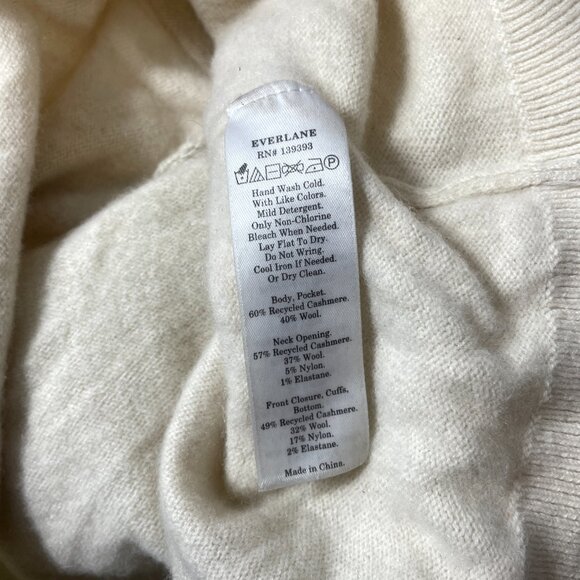 EVERLANE
RN# 139393
Hand Wash Cold.
With Like Colors.
Mild Detergent.
Only Non-Chlorine
Bleach When Needed.
Lay Flat To Dry.
Do Not Wring.
Cool Iron If Needed.
Or Dry Clean.
Body, Pocket.
60% Recycled Cashmere.
40% Wool.
Neck Opening.
57% Recycled Cashmere.
37% Wool.
5% Nylon.
1% Elastane.
Front Closure, Cuffs,
Bottom.
49% Recycled Cashmere.
32% Wool.
17% Nylon.
2% Elastane.
Made in China.